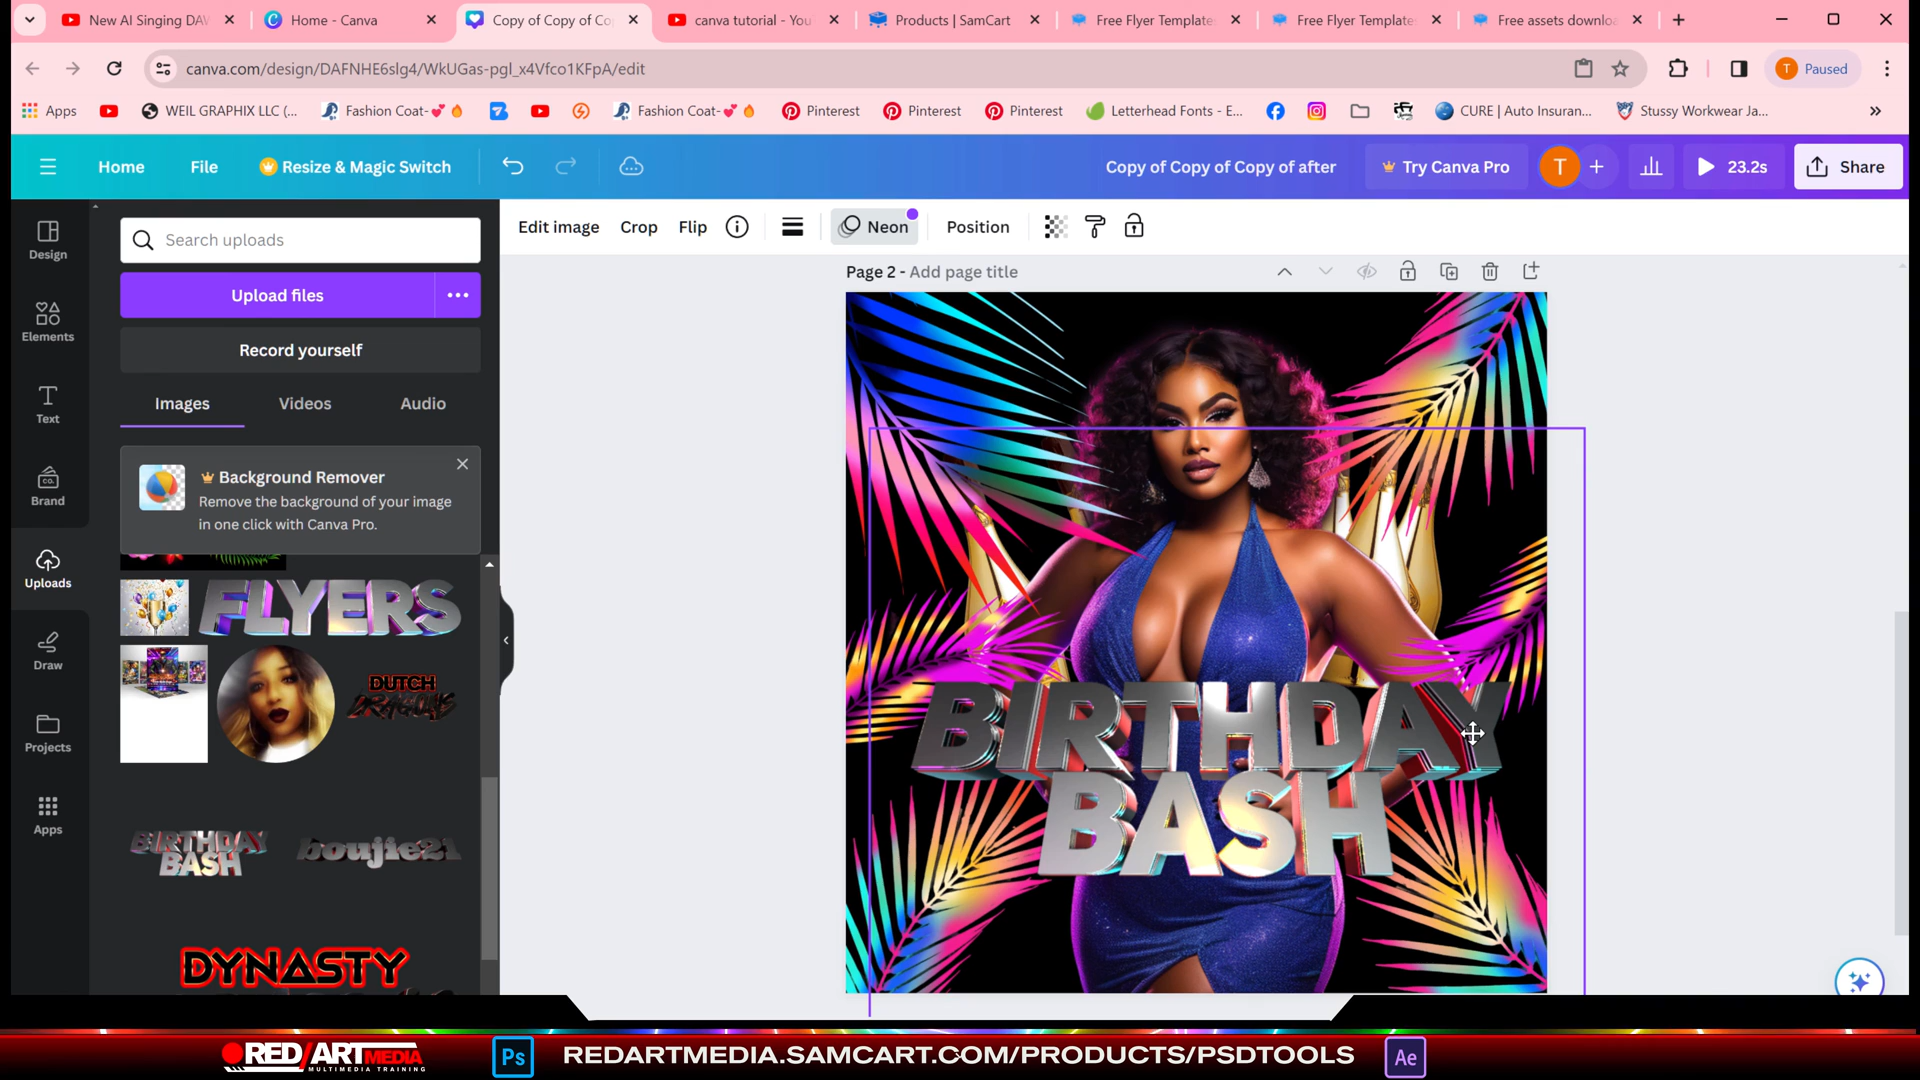 New AI Singing DAW
Home - Canva
Copy of Copy of Co
canva tutorial - You
Products | SamCart
Free Flyer Template
Free Flyer Template
Free assets downlo
canva.com/design/DAFNHE6slg4/WkUGas-pgl_x4Vfco1KFpA/edit
T Paused
Apps
WEIL GRAPHIX LLC (...
Fashion Coat-💕🔥
Fashion Coat-💕🔥
Pinterest
Pinterest
Pinterest
Letterhead Fonts - E...
CURE | Auto Insuran...
Stussy Workwear Ja...
Home
File
Resize & Magic Switch
Copy of Copy of Copy of after
Try Canva Pro
T
23.2s
Share
Edit image
Crop
Flip
Neon
Position
Design
Elements
Text
Brand
Uploads
Draw
Projects
Apps
Search uploads
Upload files
Record yourself
Images
Videos
Audio
Background Remover
Remove the background of your image
in one click with Canva Pro.
FLYERS
DUTCH
DRAGONS
BIRTHDAY
BASH
boujie21
DYNASTY
Page 2 - Add page title
BIRTHDAY
BASH
RED/ART MEDIA
MULTIMEDIA TRAINING
Ps
REDARTMEDIA.SAMCART.COM/PRODUCTS/PSDTOOLS
Ae